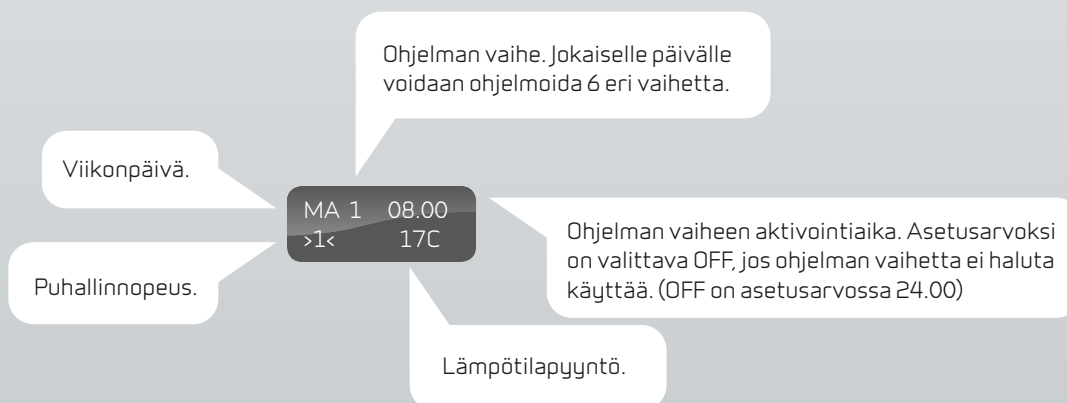 Ohjelman vaihe. Jokaiselle päivälle
voidaan ohjelmoida 6 eri vaihetta.
Viikonpäivä.
MA 1 08.00
>1< 17C
Ohjelman vaiheen aktivointiaika. Asetusarvoksi
on valittava OFF, jos ohjelman vaihetta ei haluta
käyttää. (OFF on asetusarvossa 24.00)
Puhallinnopeus.
Lämpötilapyyntö.